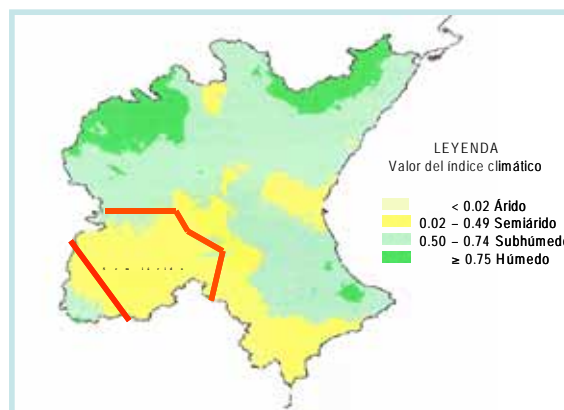 LEYENDA
Valor del índice climático
< 0.02 Árido
0.02 – 0.49 Semiárido
0.50 – 0.74 Subhúmedo
≥ 0.75 Húmedo